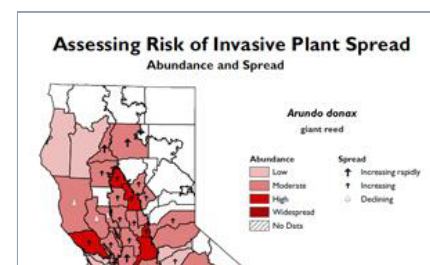 Assessing Risk of Invasive Plant Spread
Abundance and Spread
Arundo donax
giant reed
Abundance
Low
Moderate
High
Widespread
No Data
Spread
Increasing rapidly
Increasing
Declining